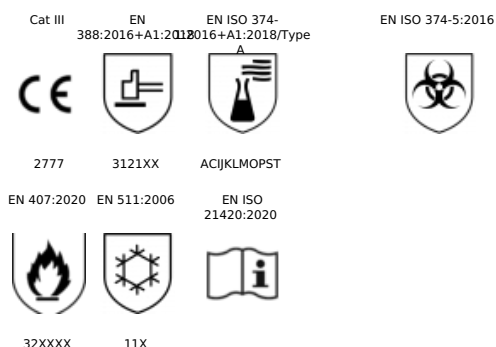 Cat III
EN
388:2016+A1:2018
EN ISO 374-
1:2016+A1:2018/Type
A
EN ISO 374-5:2016
CE
2777
3121XX
ACIJKLMOPST
EN 407:2020
EN 511:2006
EN ISO
21420:2020
i
32XXXX
11X